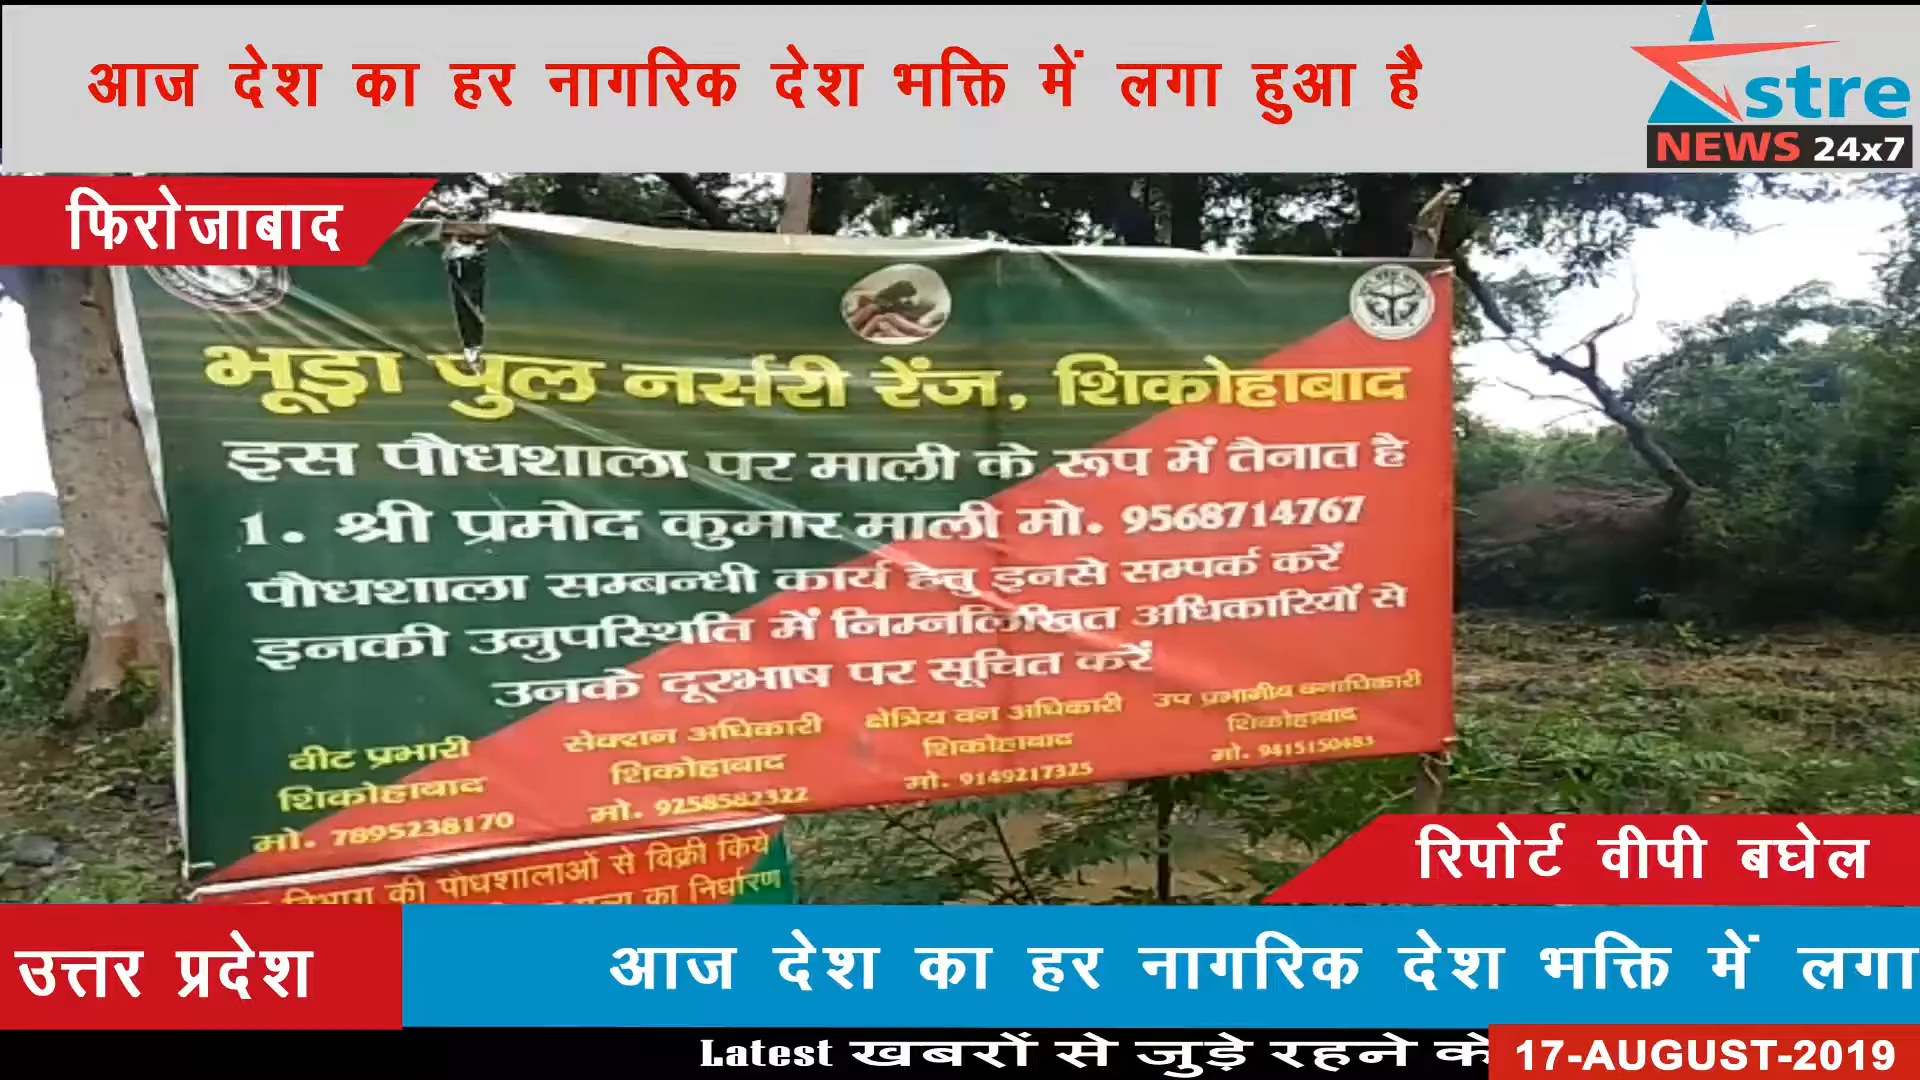 आज देश का हर नागरिक देश भक्ति में लगा हुआ है
stre
NEWS 24x7
फिरोजाबाद
भूड़ा पुल नर्सरी रेंज, शिकोहाबाद
इस पौधशाला पर माली के रूप में तैनात है
1. श्री प्रमोद कुमार माली मो. 9568714767
पौधशाला सम्बन्धी कार्य हेतु इनसे सम्पर्क करें
इनकी उनुपस्थिति में निम्नलिखित अधिकारियों से
उनके दूरभाष पर सूचित करें
वीट प्रभारी
शिकोहाबाद
मो. 7895238170
सेक्शन अधिकारी
शिकोहाबाद
मो. 9258582322
क्षेत्रिय वन अधिकारी
शिकोहाबाद
मो. 9149217325
उप प्रभागीय वनाधिकारी
शिकोहाबाद
मो. 9415150483
विभाग की पौधशालाओं से विक्री किये
का निर्धारण
रिपोर्ट वीपी बघेल
उत्तर प्रदेश
आज देश का हर नागरिक देश भक्ति में लगा
Latest खबरों से जुड़े रहने के
17-AUGUST-2019